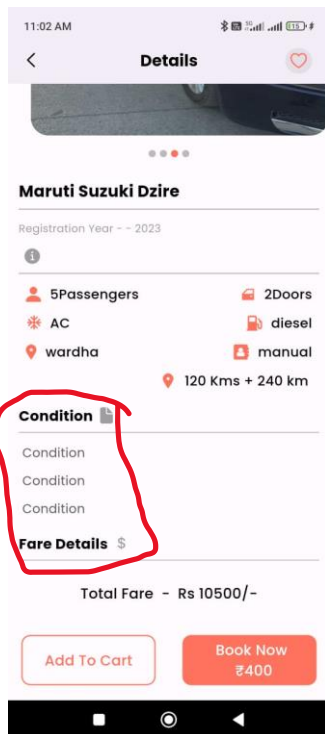 11:02 AM
Details
Maruti Suzuki Dzire
Registration Year - - 2023
5Passengers
2Doors
AC
diesel
wardha
manual
120 Kms + 240 km
Condition
Condition
Condition
Condition
Fare Details $
Total Fare - Rs 10500/-
Add To Cart
Book Now
₹400